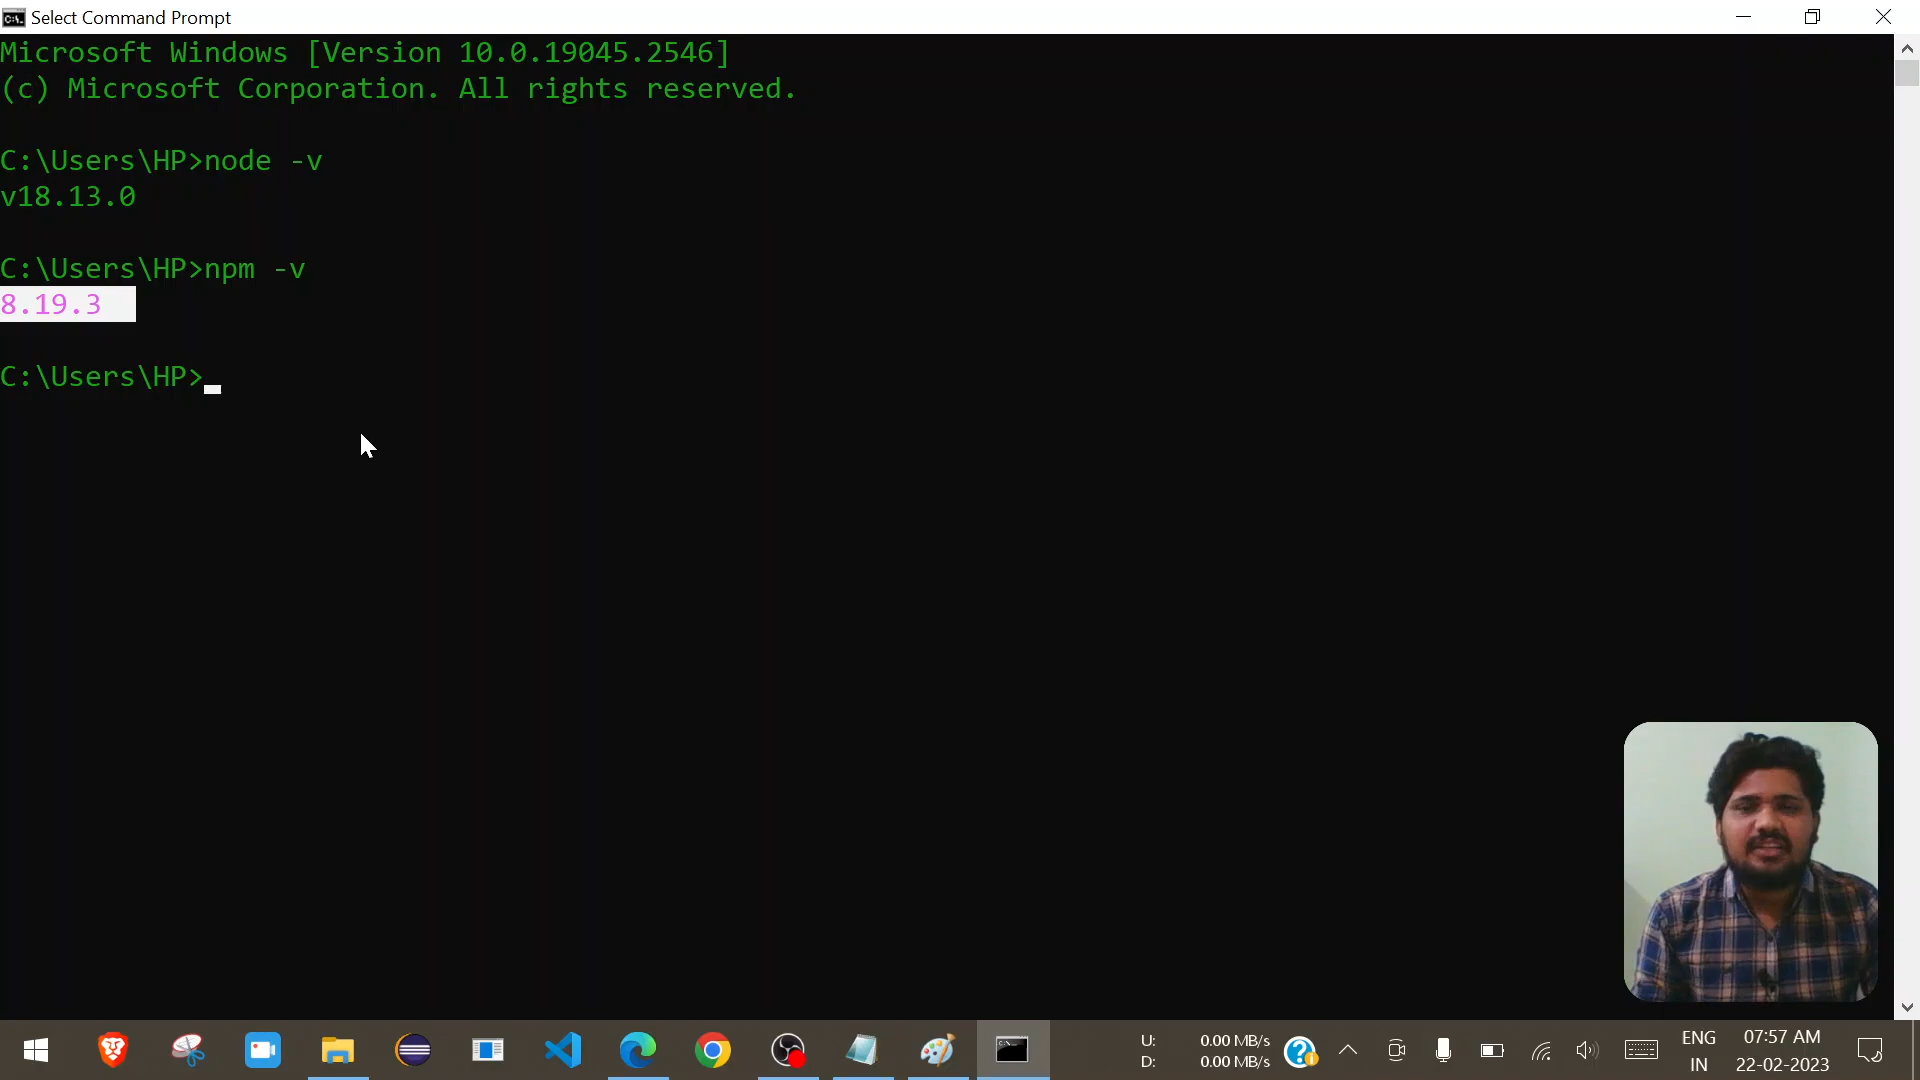 Select Command Prompt
Microsoft Windows [Version 10.0.19045.2546]
(c) Microsoft Corporation. All rights reserved.
C:\Users\HP>node -v
v18.13.0
C:\Users\HP>npm -v
8.19.3
C:\Users\HP>
U: 0.00 MB/s
D: 0.00 MB/s
ENG
IN
07:57 AM
22-02-2023